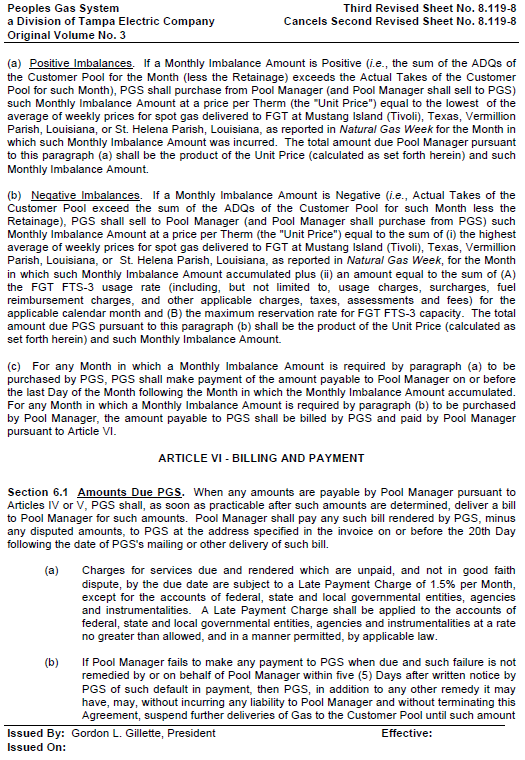 Peoples Gas System Third Revised Sheet No. 8.119-8
a Division of Tampa Electric Company Cancels Second Revised Sheet No. 8.119-8
Original Volume No. 3
(a) Positive Imbalances. If a Monthly Imbalance Amount is Positive (i.e., the sum of the ADQs of
the Customer Pool for the Month (less the Retainage) exceeds the Actual Takes of the Customer
Pool for such Month), PGS shall purchase from Pool Manager (and Pool Manager shall sell to PGS)
such Monthly Imbalance Amount at a price per Therm (the "Unit Price") equal to the lowest of the
average of weekly prices for spot gas delivered to FGT at Mustang Island (Tivoli), Texas, Vermillion
Parish, Louisiana, or St. Helena Parish, Louisiana, as reported in Natural Gas Week for the Month in
which such Monthly Imbalance Amount was incurred. The total amount due Pool Manager pursuant
to this paragraph (a) shall be the product of the Unit Price (calculated as set forth herein) and such
Monthly Imbalance Amount.
(b) Negative Imbalances. If a Monthly Imbalance Amount is Negative (i.e., Actual Takes of the
Customer Pool exceed the sum of the ADQs of the Customer Pool for such Month less the
Retainage), PGS shall sell to Pool Manager (and Pool Manager shall purchase from PGS) such
Monthly Imbalance Amount at a price per Therm (the "Unit Price") equal to the sum of (i) the highest
average of weekly prices for spot gas delivered to FGT at Mustang Island (Tivoli), Texas, Vermillion
Parish, Louisiana, or St. Helena Parish, Louisiana, as reported in Natural Gas Week, for the Month
in which such Monthly Imbalance Amount accumulated plus (ii) an amount equal to the sum of (A)
the FGT FTS-3 usage rate (including, but not limited to, usage charges, surcharges, fuel
reimbursement charges, and other applicable charges, taxes, assessments and fees) for the
applicable calendar month and (B) the maximum reservation rate for FGT FTS-3 capacity. The total
amount due PGS pursuant to this paragraph (b) shall be the product of the Unit Price (calculated as
set forth herein) and such Monthly Imbalance Amount.
(c) For any Month in which a Monthly Imbalance Amount is required by paragraph (a) to be
purchased by PGS, PGS shall make payment of the amount payable to Pool Manager on or before
the last Day of the Month following the Month in which the Monthly Imbalance Amount accumulated.
For any Month in which a Monthly Imbalance Amount is required by paragraph (b) to be purchased
by Pool Manager, the amount payable to PGS shall be billed by PGS and paid by Pool Manager
pursuant to Article VI.
ARTICLE VI - BILLING AND PAYMENT
Section 6.1 Amounts Due PGS. When any amounts are payable by Pool Manager pursuant to
Articles IV or V, PGS shall, as soon as practicable after such amounts are determined, deliver a bill
to Pool Manager for such amounts. Pool Manager shall pay any such bill rendered by PGS, minus
any disputed amounts, to PGS at the address specified in the invoice on or before the 20th Day
following the date of PGS's mailing or other delivery of such bill.
(a) Charges for services due and rendered which are unpaid, and not in good faith
dispute, by the due date are subject to a Late Payment Charge of 1.5% per Month,
except for the accounts of federal, state and local governmental entities, agencies
and instrumentalities. A Late Payment Charge shall be applied to the accounts of
federal, state and local governmental entities, agencies and instrumentalities at a rate
no greater than allowed, and in a manner permitted, by applicable law.
(b) If Pool Manager fails to make any payment to PGS when due and such failure is not
remedied by or on behalf of Pool Manager within five (5) Days after written notice by
PGS of such default in payment, then PGS, in addition to any other remedy it may
have, may, without incurring any liability to Pool Manager and without terminating this
Agreement, suspend further deliveries of Gas to the Customer Pool until such amount
Issued By: Gordon L. Gillette, President Effective:
Issued On: